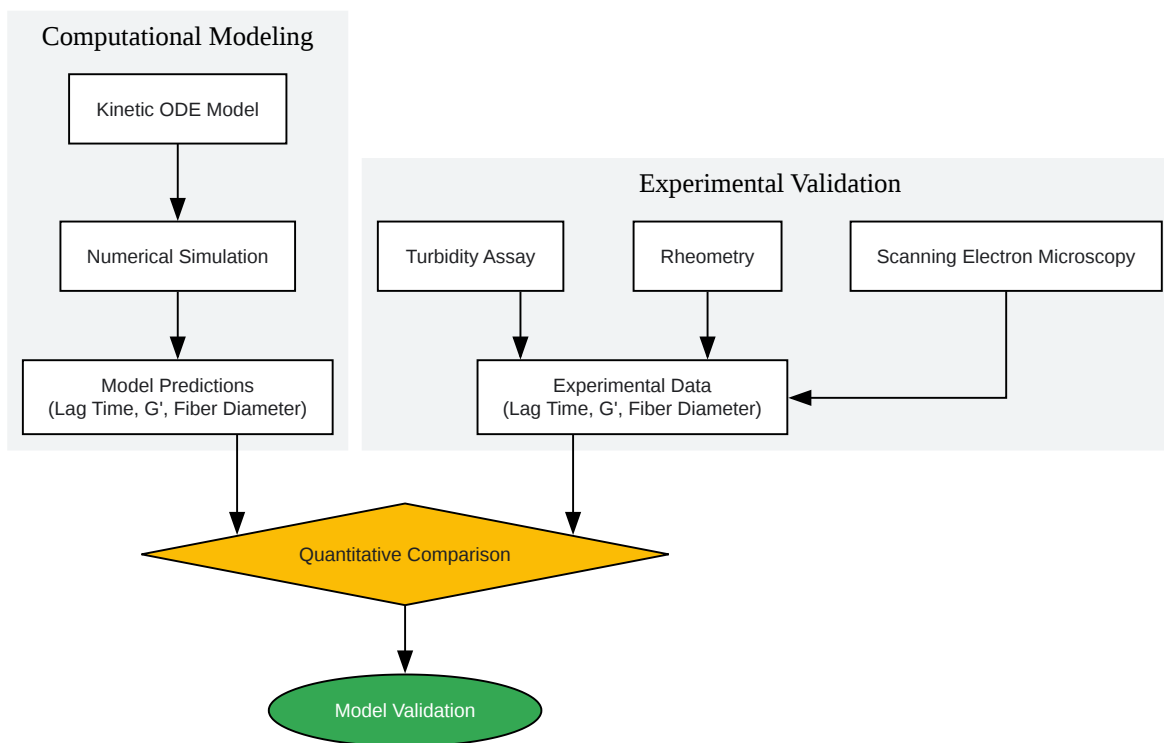 Computational Modeling
Kinetic ODE Model
Numerical Simulation
Model Predictions
(Lag Time, G', Fiber Diameter)
Experimental Validation
Turbidity Assay
Rheometry
Scanning Electron Microscopy
Experimental Data
(Lag Time, G', Fiber Diameter)
Quantitative Comparison
Model Validation